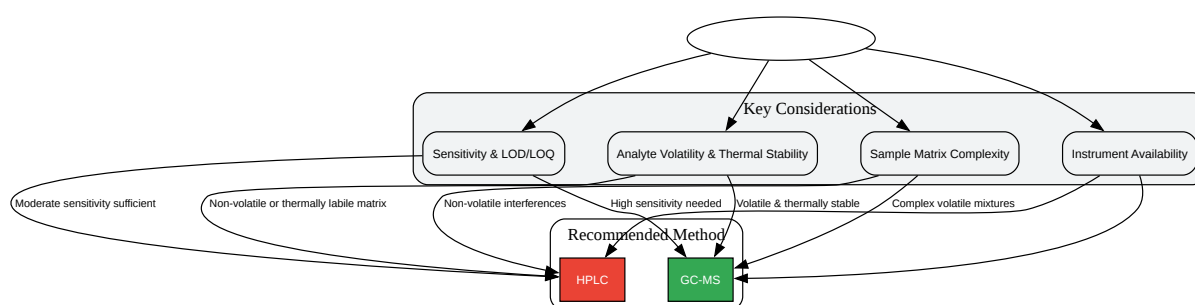 Key Considerations
Sensitivity & LOD/LOQ
Analyte Volatility & Thermal Stability
Sample Matrix Complexity
Instrument Availability
Moderate sensitivity sufficient
Non-volatile or thermally labile matrix
Non-volatile interferences
High sensitivity needed
Volatile & thermally stable
Complex volatile mixtures
Recommended Method
HPLC
GC-MS